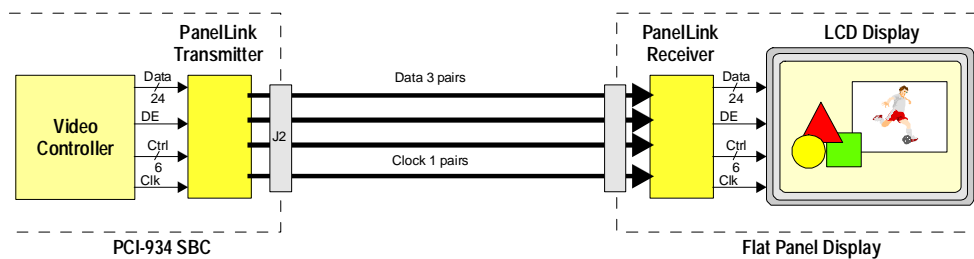 PanelLink
Transmitter
PanelLink
Receiver
LCD Display
Video
Controller
Data
24
DE
Ctrl
6
Clk
J2
Data 3 pairs
Clock 1 pairs
Data
24
DE
Ctrl
6
Clk
PCI-934 SBC
Flat Panel Display